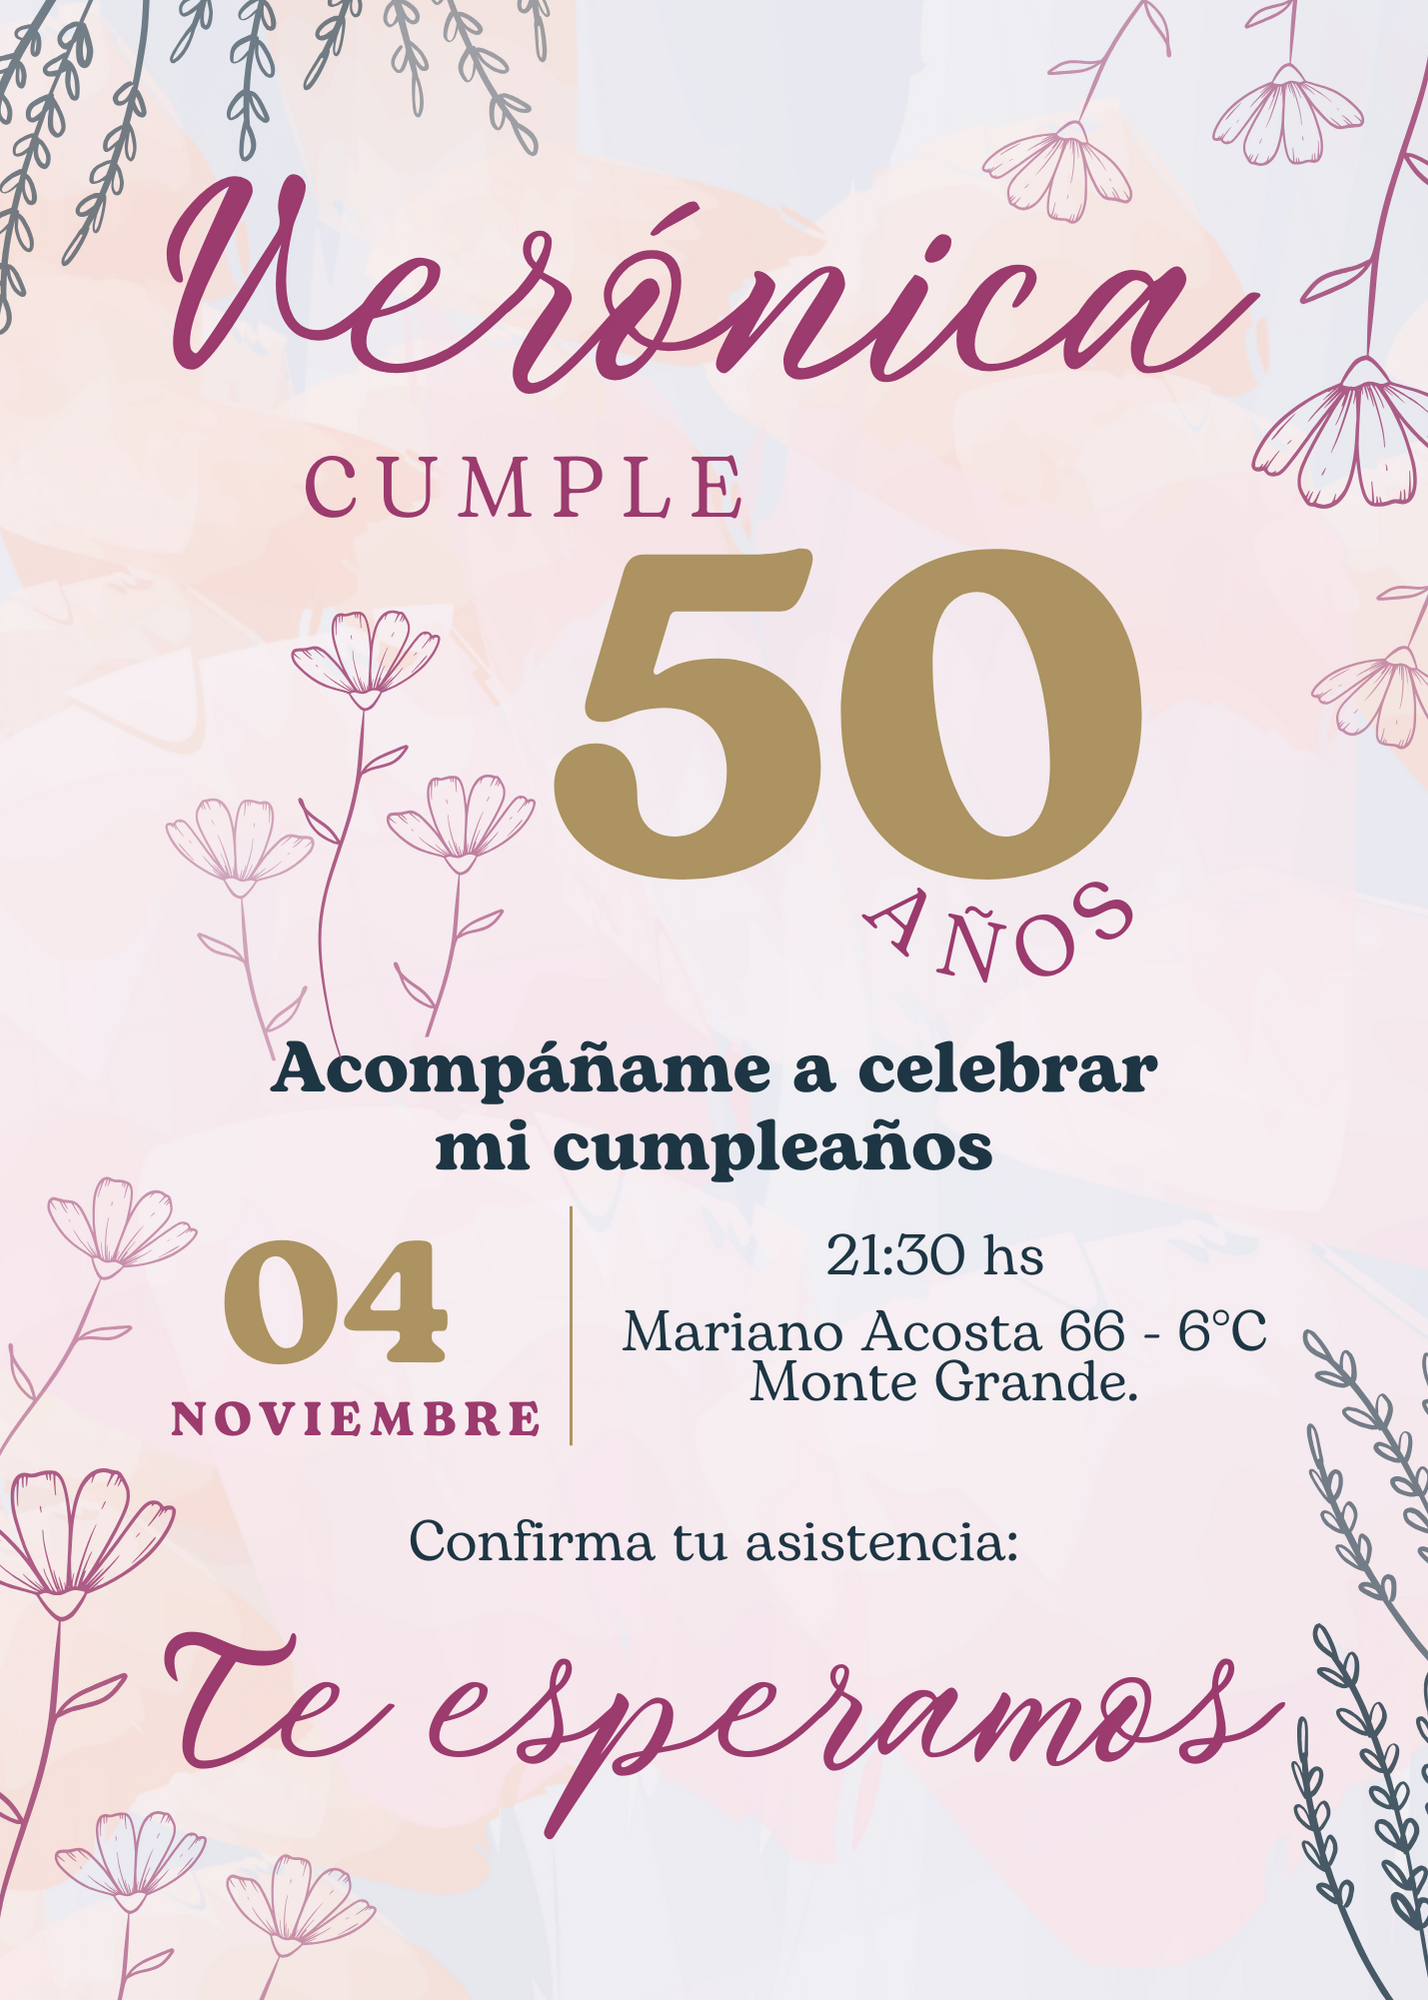 Verónica
CUMPLE
50
AÑOS
Acompáñame a celebrar
mi cumpleaños
04
NOVIEMBRE
21:30 hs
Mariano Acosta 66 - 6°C
Monte Grande.
Confirma tu asistencia:
Te esperamos